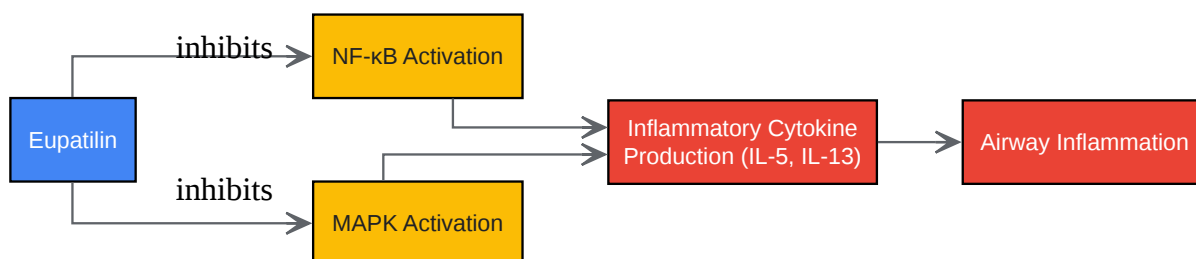 inhibits
NF-κB Activation
Eupatilin
Inflammatory Cytokine
Production (IL-5, IL-13)
Airway Inflammation
inhibits
MAPK Activation